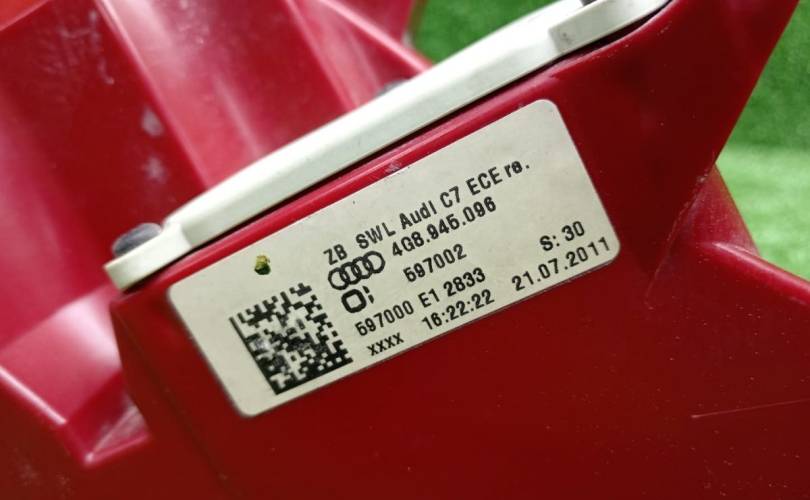 ZB SWL Audi C7 ECE re.
4G8.945.096
597002 S: 30
597000 E1 2833 21.07.2011
xxxx 16:22:22